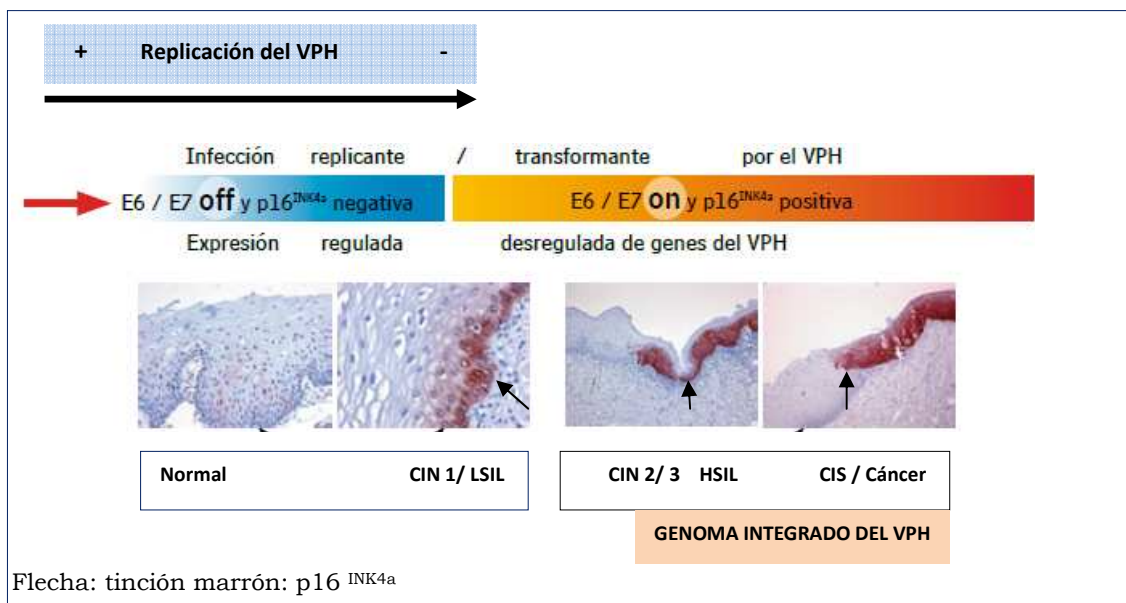 + Replicación del VPH -
Infección replicante / transformante por el VPH
E6 / E7 off y p16INK4a negativa E6 / E7 on y p16INK4a positiva
Expresión regulada desregulada de genes del VPH
Normal CIN 1/ LSIL CIN 2/ 3 HSIL CIS / Cáncer
GENOMA INTEGRADO DEL VPH
Flecha: tinción marrón: p16 INK4a